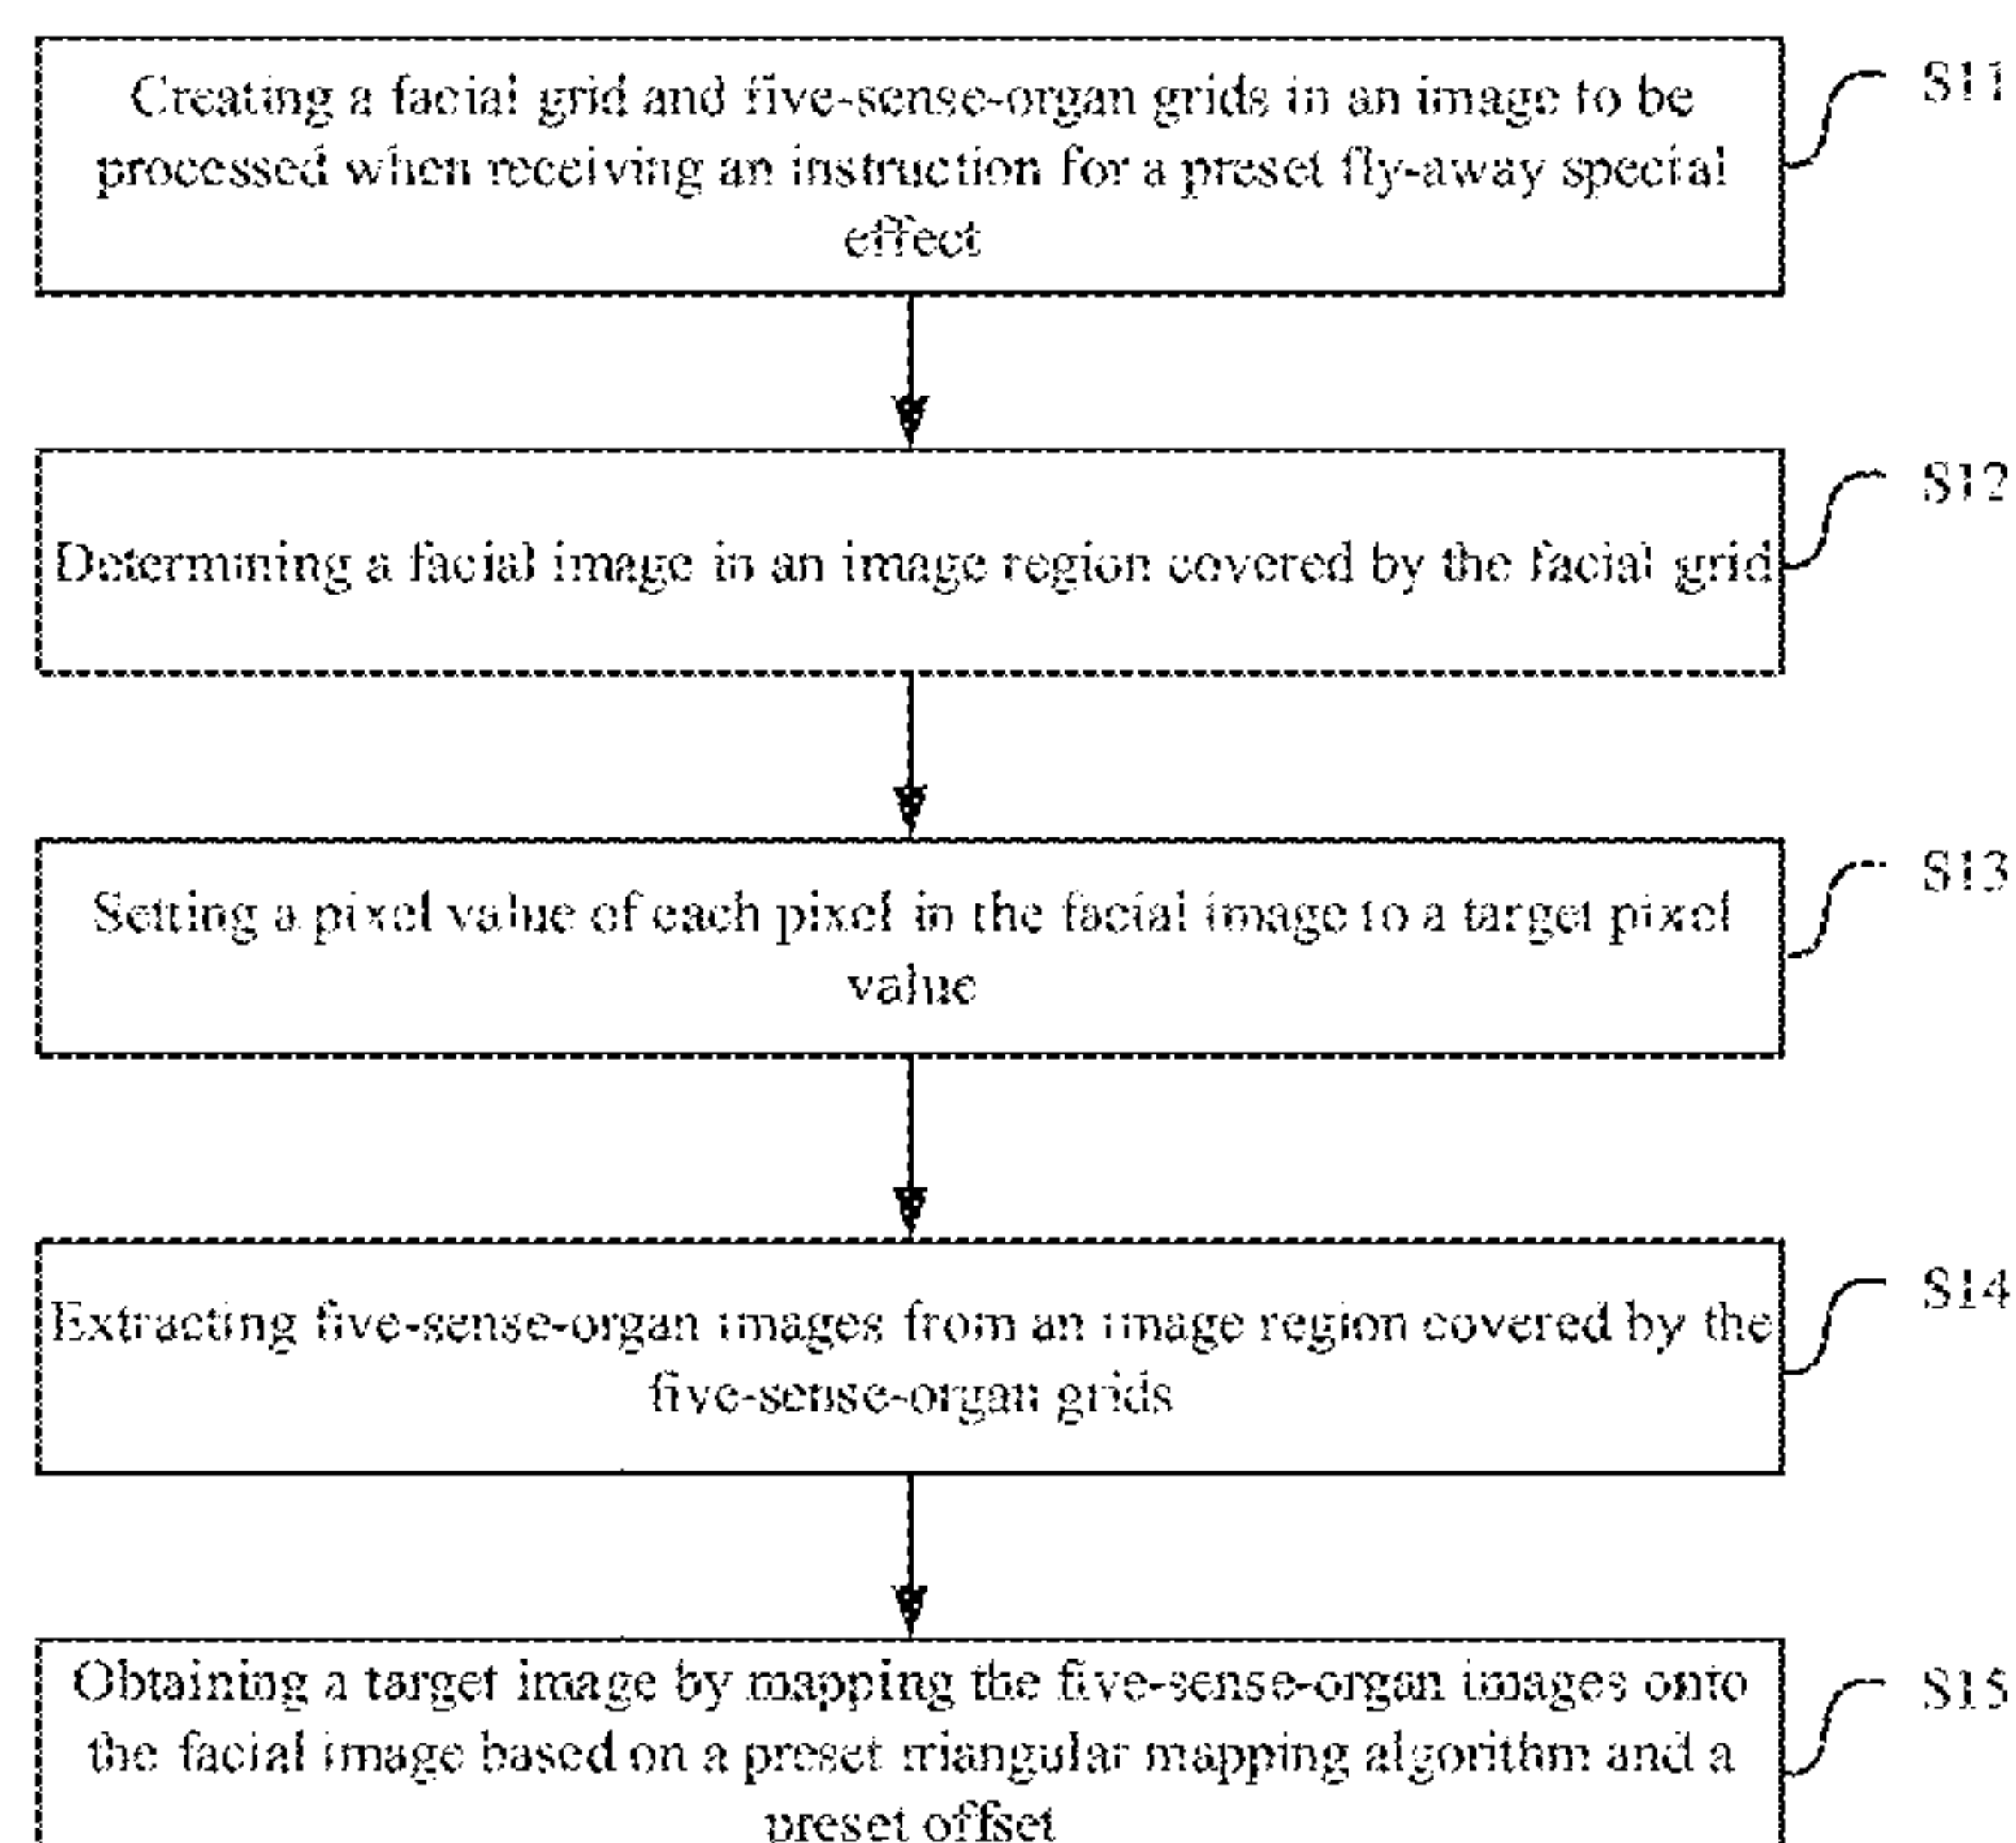 Creating a facial grid and five-sense-organ grids in an image to be
processed when receiving an instruction for a preset fly-away special
effect
S11
Determining a facial image in an image region covered by the facial grid
S12
Setting a pixel value of each pixel in the facial image to a target pixel
value
S13
Extracting five-sense-organ images from an image region covered by the
five-sense-organ grids
S14
Obtaining a target image by mapping the five-sense-organ images onto
the facial image based on a preset triangular mapping algorithm and a
preset offset
S15